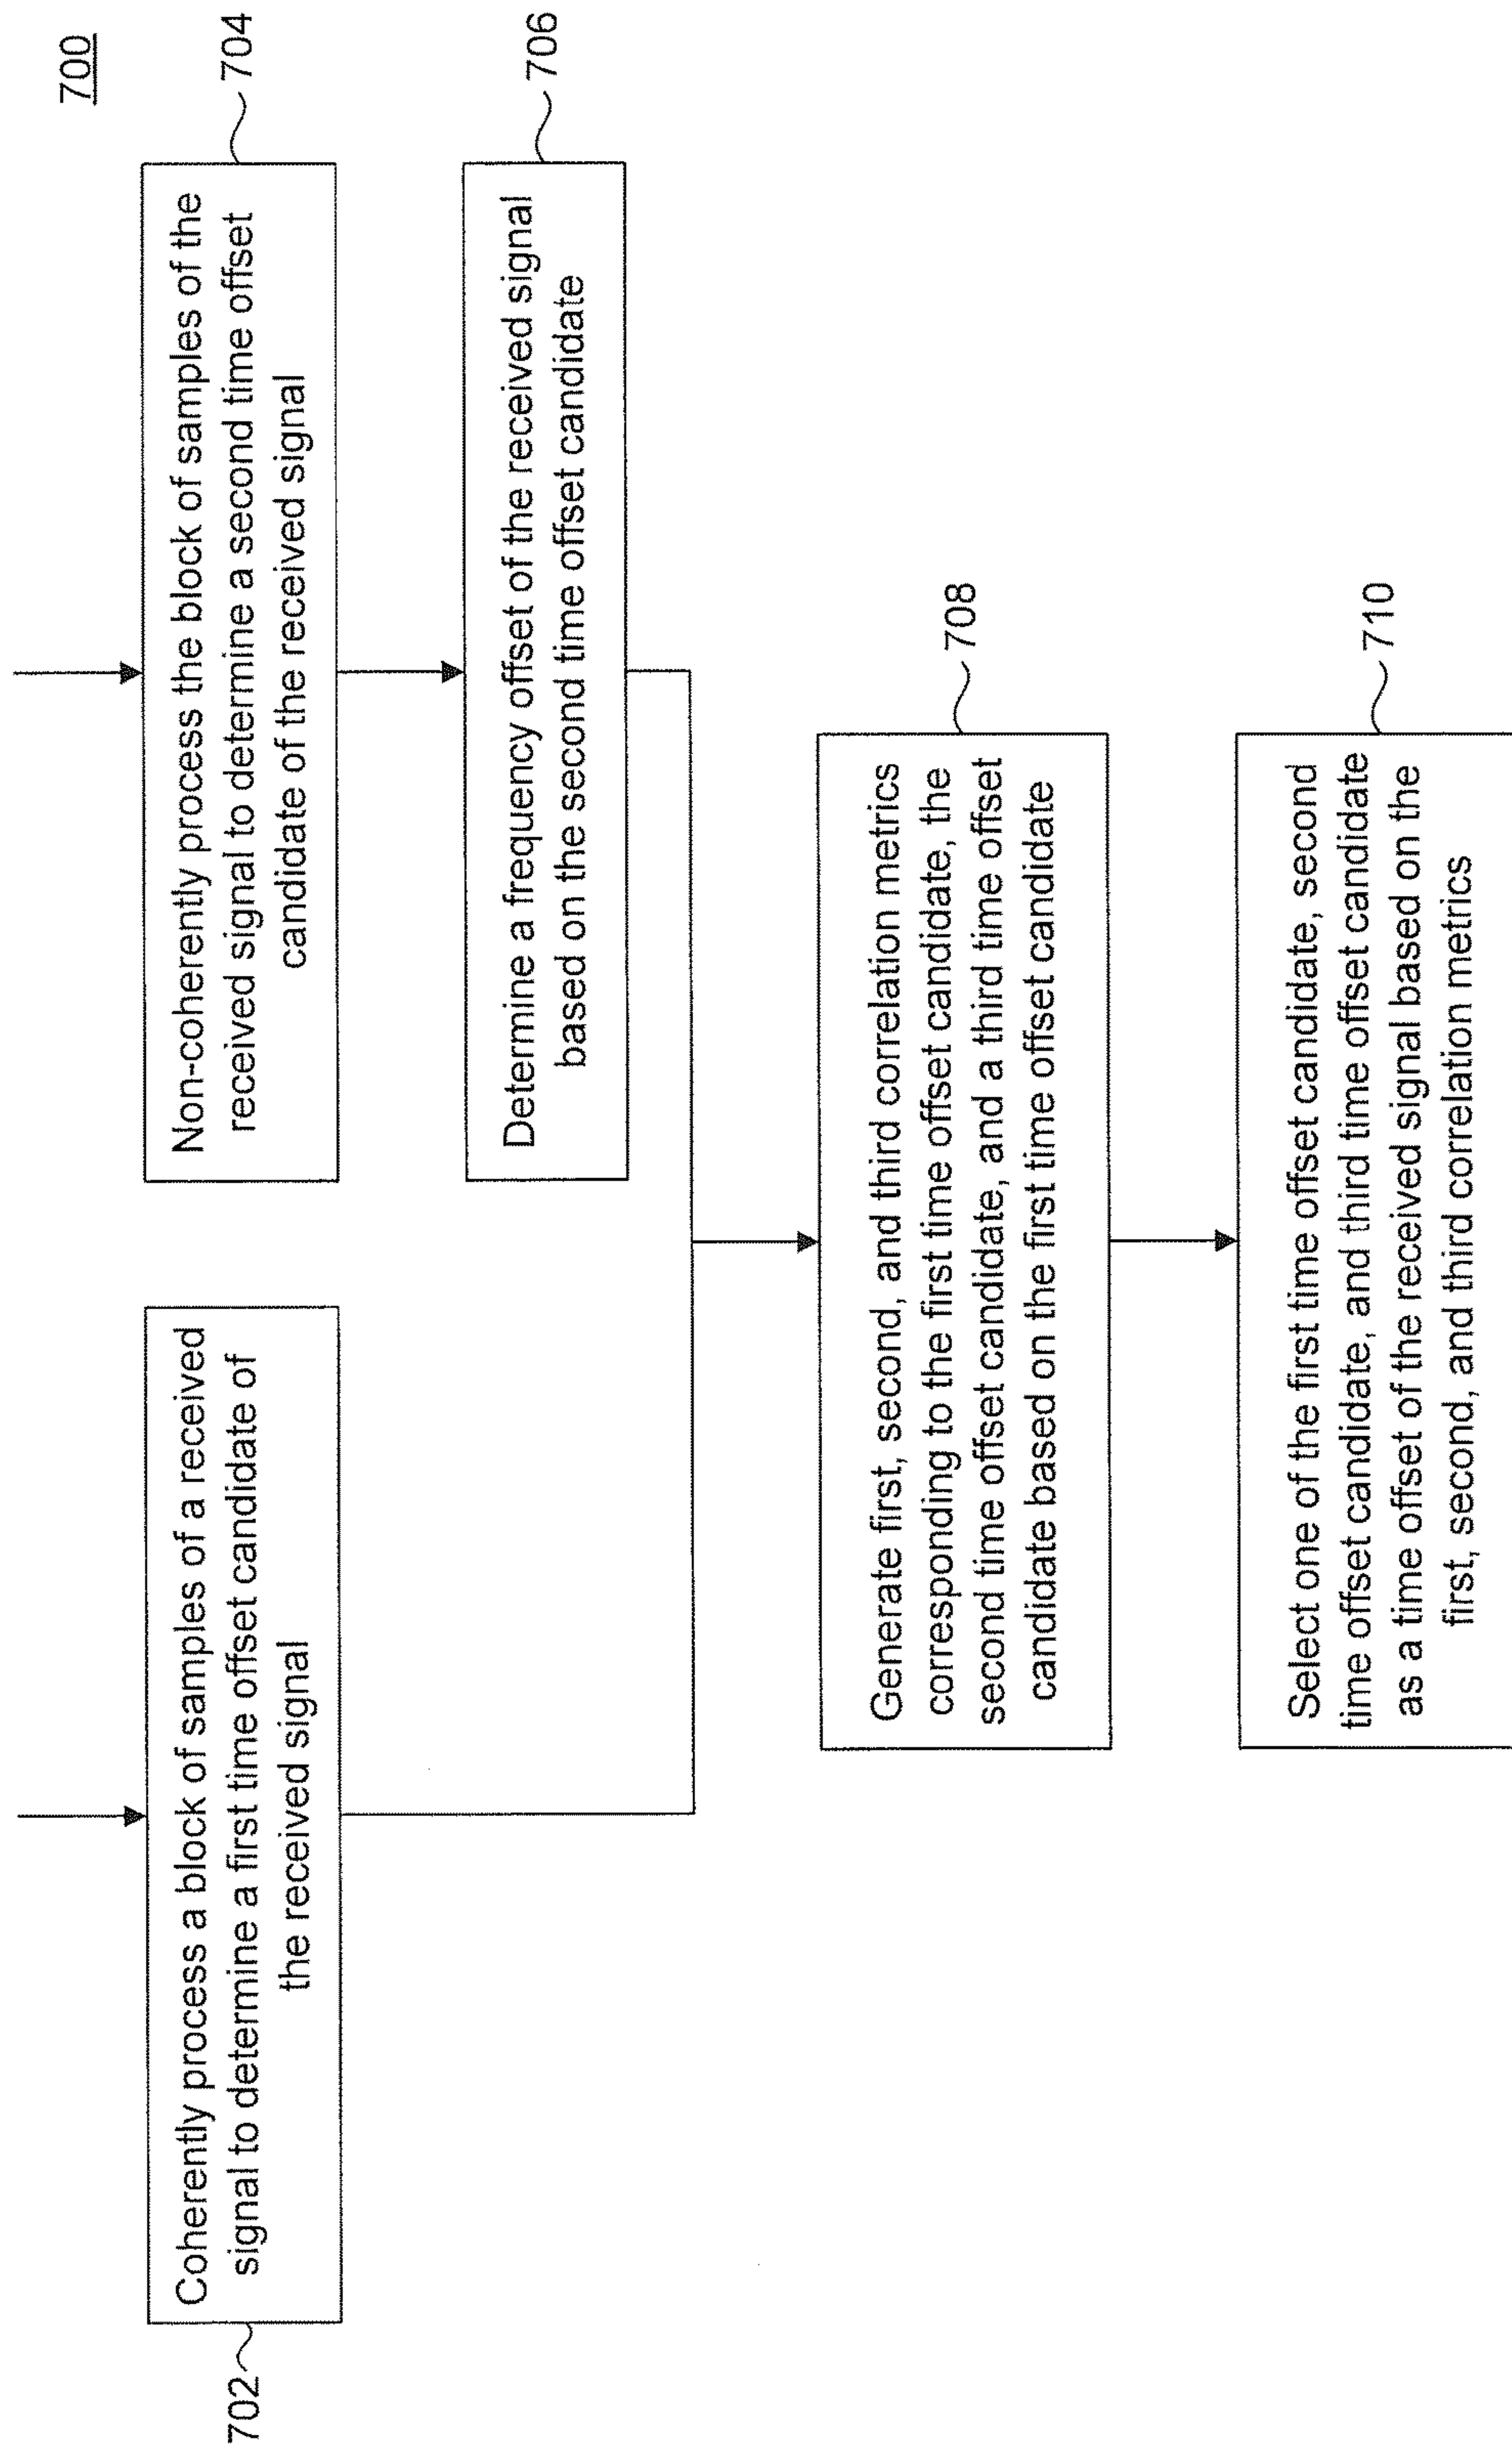 700
702
Coherently process a block of samples of a received
signal to determine a first time offset candidate of
the received signal
Non-coherently process the block of samples of the
received signal to determine a second time offset
candidate of the received signal
704
Determine a frequency offset of the received signal
based on the second time offset candidate
706
Generate first, second, and third correlation metrics
corresponding to the first time offset candidate, the
second time offset candidate, and a third time offset
candidate based on the first time offset candidate
708
Select one of the first time offset candidate, second
time offset candidate, and third time offset candidate
as a time offset of the received signal based on the
first, second, and third correlation metrics
710